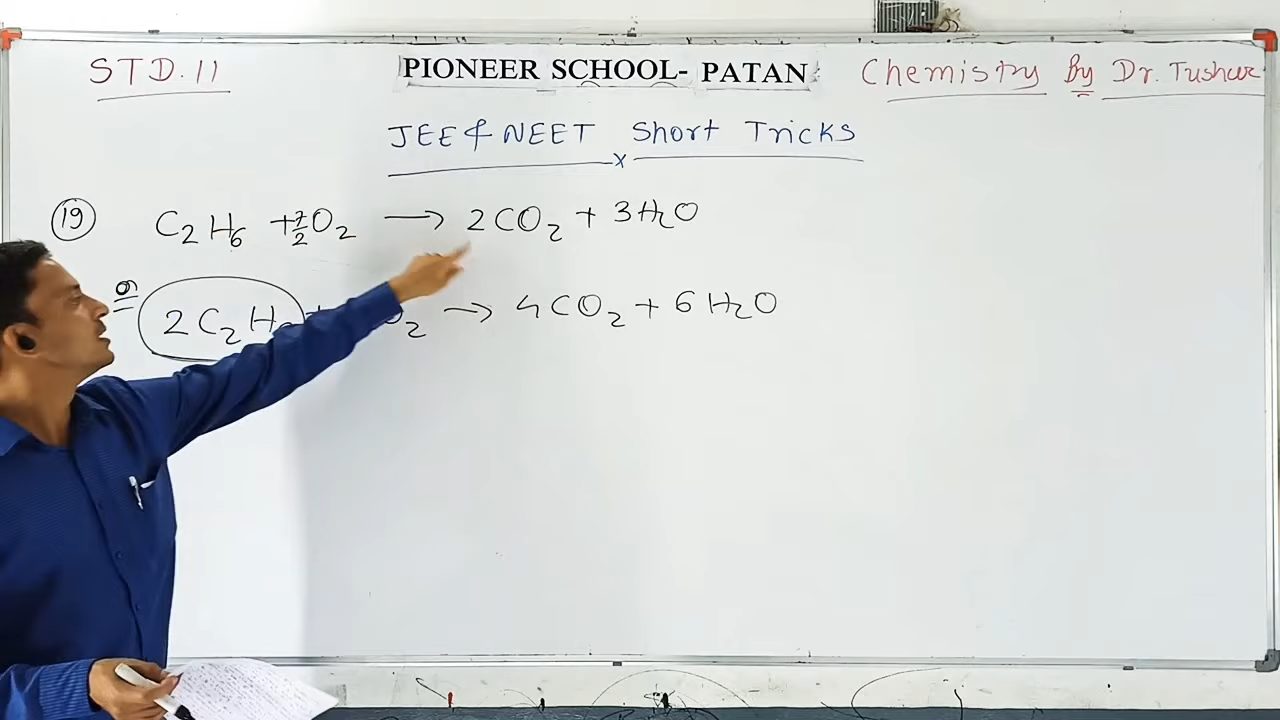 STD.11 PIONEER SCHOOL- PATAN Chemistry By Dr. Tushar
JEE & NEET Short Tricks
x
19 C2H6 + 7/2 O2 → 2CO2 + 3H2O
2C2H O2 → 4CO2 + 6H2O